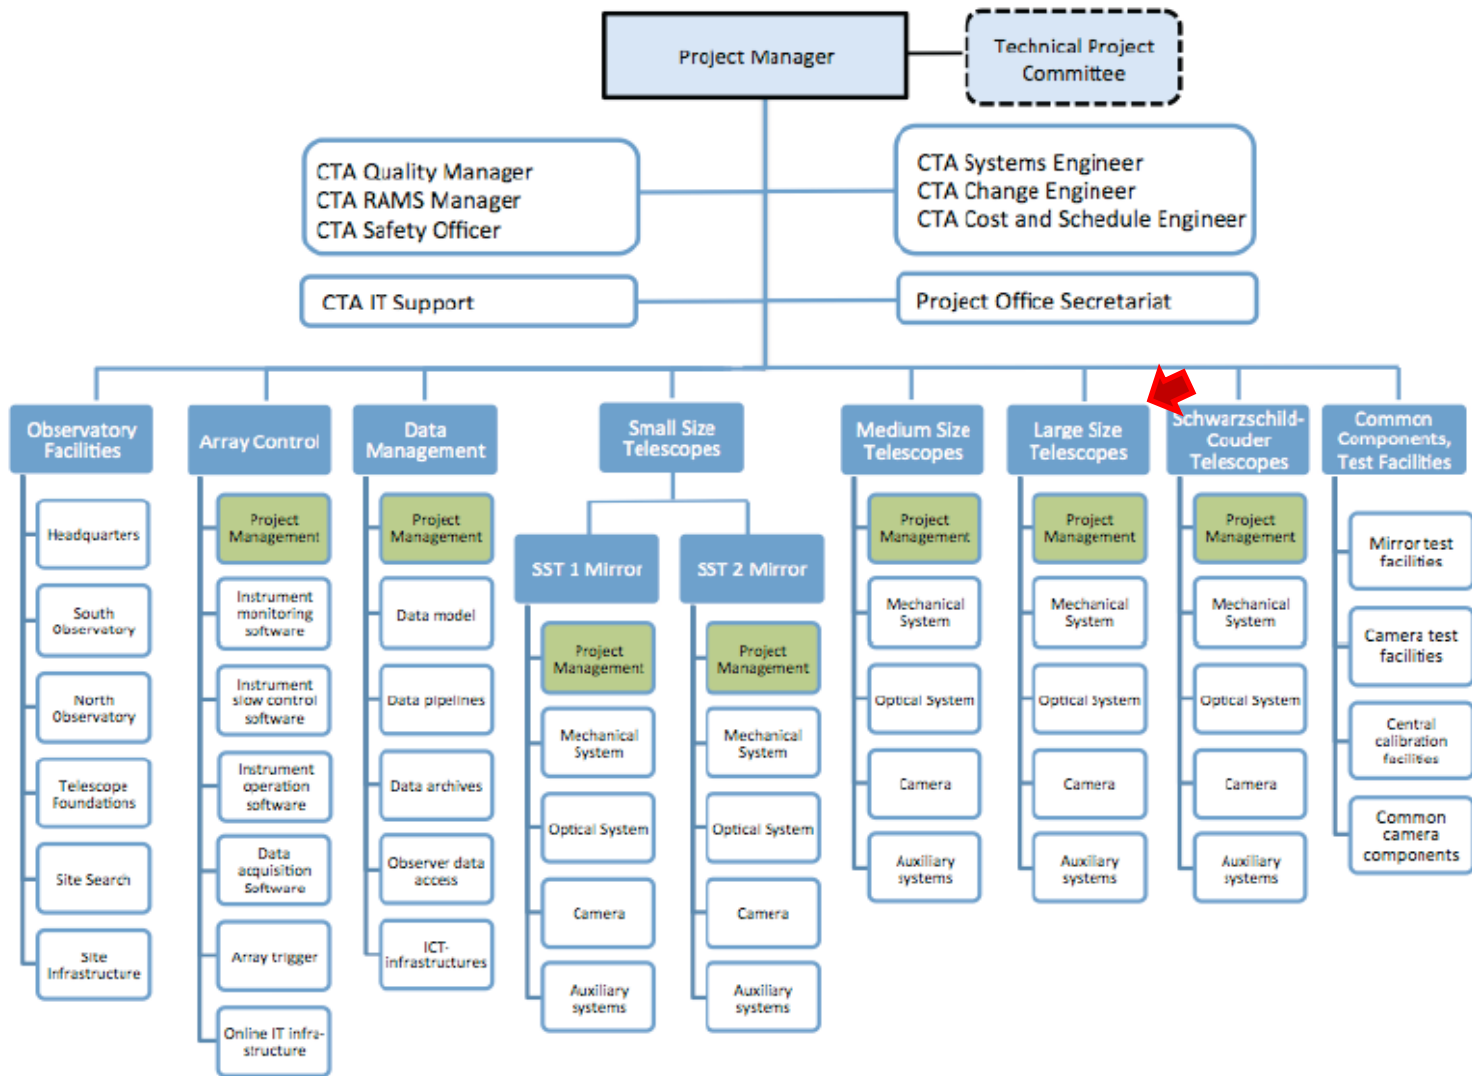 Project Manager
Technical Project
Committee
CTA Quality Manager
CTA RAMS Manager
CTA Safety Officer
CTA Systems Engineer
CTA Change Engineer
CTA Cost and Schedule Engineer
CTA IT Support
Project Office Secretariat
Observatory
Facilities
Headquarters
South
Observatory
North
Observatory
Telescope
Foundations
Site Search
Site
Infrastructure
Array Control
Project
Management
Instrument
monitoring
software
Instrument
slow control
software
Instrument
operation
software
Data
acquisition
Software
Array trigger
Online IT infra-
structure
Data
Management
Project
Management
Data model
Data pipelines
Data archives
Observer data
access
ICT-
infrastructures
Small Size
Telescopes
SST 1 Mirror
Project
Management
Mechanical
System
Optical System
Camera
Auxiliary
systems
SST 2 Mirror
Project
Management
Mechanical
System
Optical System
Camera
Auxiliary
systems
Medium Size
Telescopes
Project
Management
Mechanical
System
Optical System
Camera
Auxiliary
systems
Large Size
Telescopes
Project
Management
Mechanical
System
Optical System
Camera
Auxiliary
systems
Schwarzschild-
Couder
Telescopes
Project
Management
Mechanical
System
Optical System
Camera
Auxiliary
systems
Common
Components,
Test Facilities
Mirror test
facilities
Camera test
facilities
Central
calibration
facilities
Common
camera
components